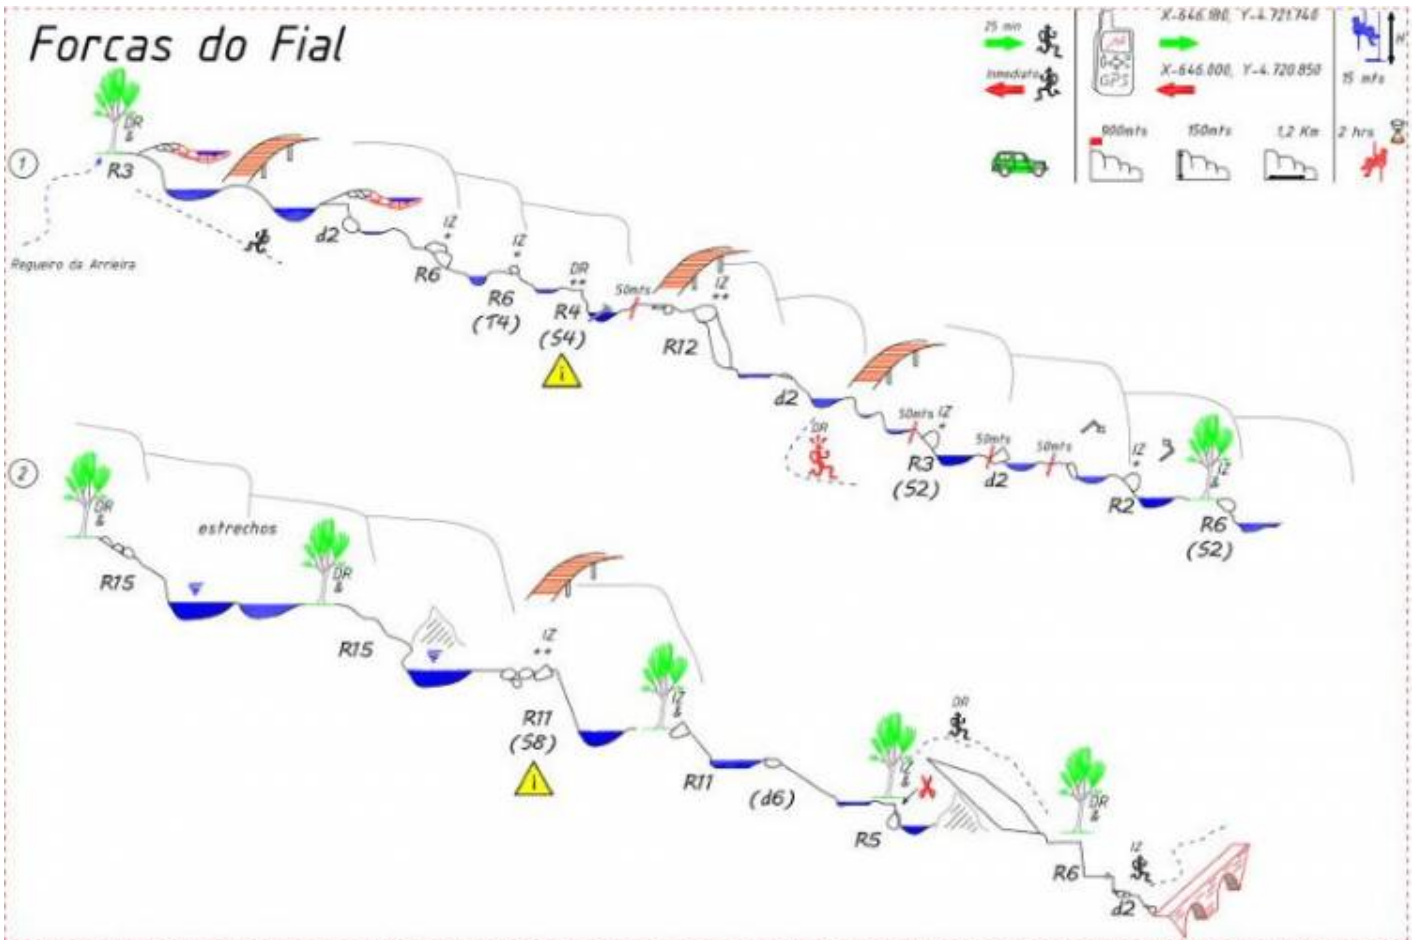 Forcas do Fial
25 min
Inmediato
GPS
X-646.180, Y-4.721.740
X-646.000, Y-4.720.850
15 mts
900mts
150mts
1,2 Km
2 hrs
1
DR
R3
Regueiro da Arrieira
d2
IZ
R6
IZ
R6
(T4)
DR
R4
(S4)
i
50mts
IZ
R12
d2
DR
50mts
IZ
R3
(S2)
50mts
d2
50mts
IZ
R2
IZ
R6
(S2)
2
DR
R15
estrechos
DR
R15
IZ
R11
(S8)
i
IZ
R11
(d6)
IZ
R5
DR
DR
R6
IZ
d2